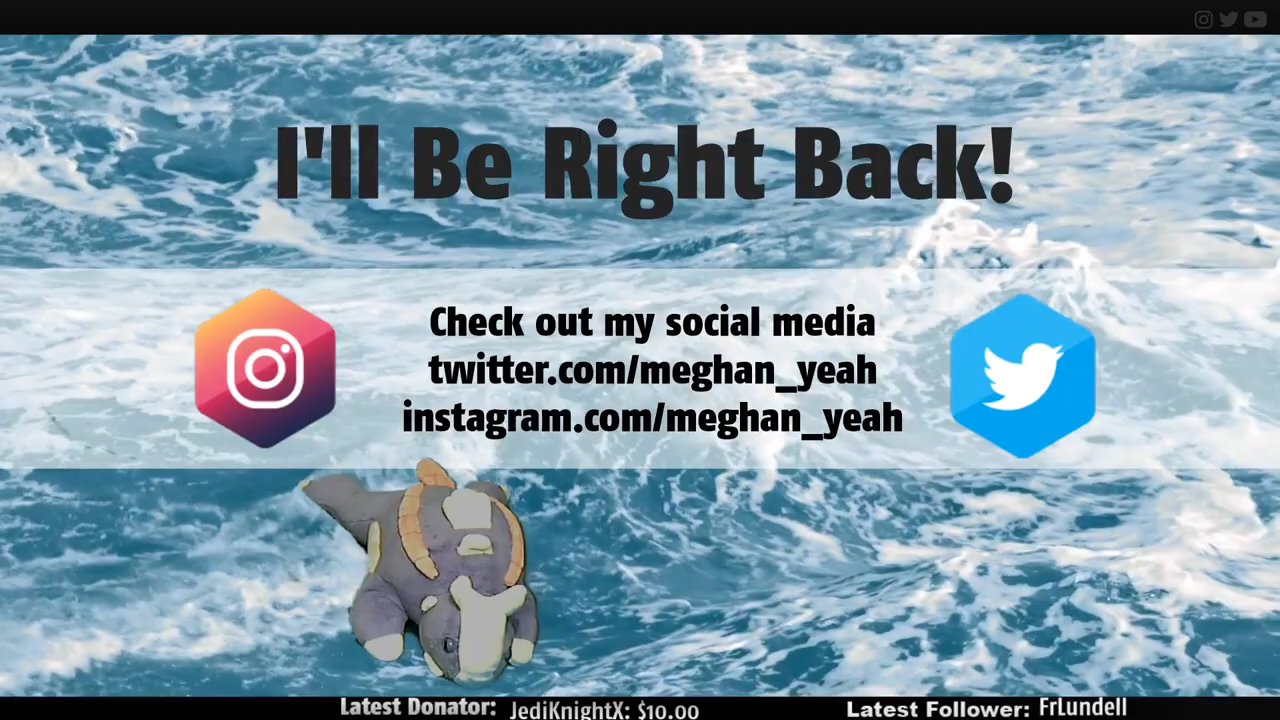 I'll Be Right Back!
Check out my social media
twitter.com/meghan_yeah
instagram.com/meghan_yeah
Latest Donator: JediKnightX: $10.00
Latest Follower: FrLundell